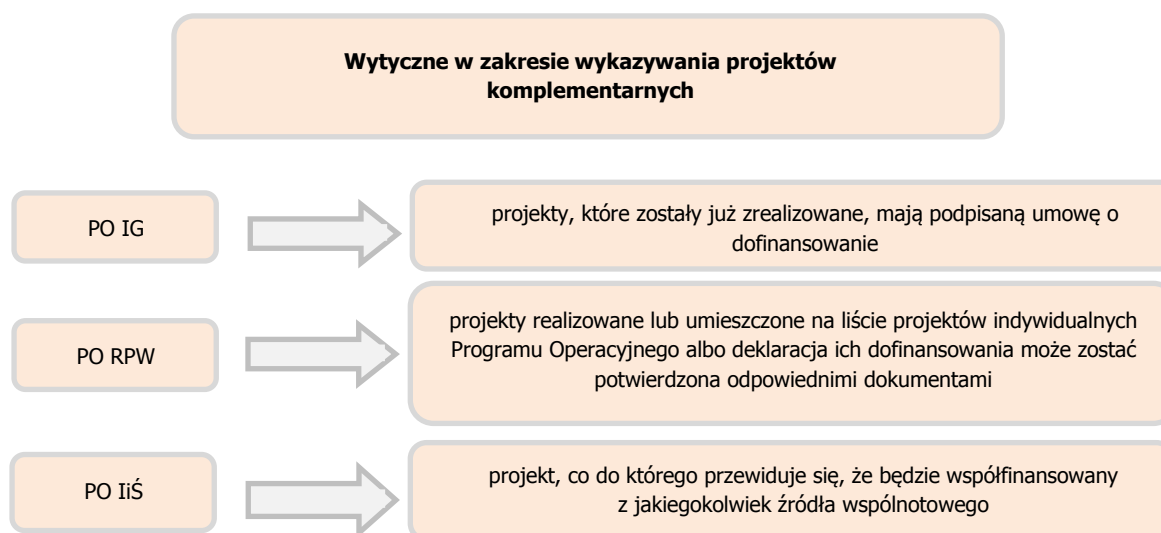 Wytyczne w zakresie wykazywania projektów
komplementarnych
PO IG
projekty, które zostały już zrealizowane, mają podpisaną umowę o
dofinansowanie
PO RPW
projekty realizowane lub umieszczone na liście projektów indywidualnych
Programu Operacyjnego albo deklaracja ich dofinansowania może zostać
potwierdzona odpowiednimi dokumentami
PO IiŚ
projekt, co do którego przewiduje się, że będzie współfinansowany
z jakiegokolwiek źródła wspólnotowego